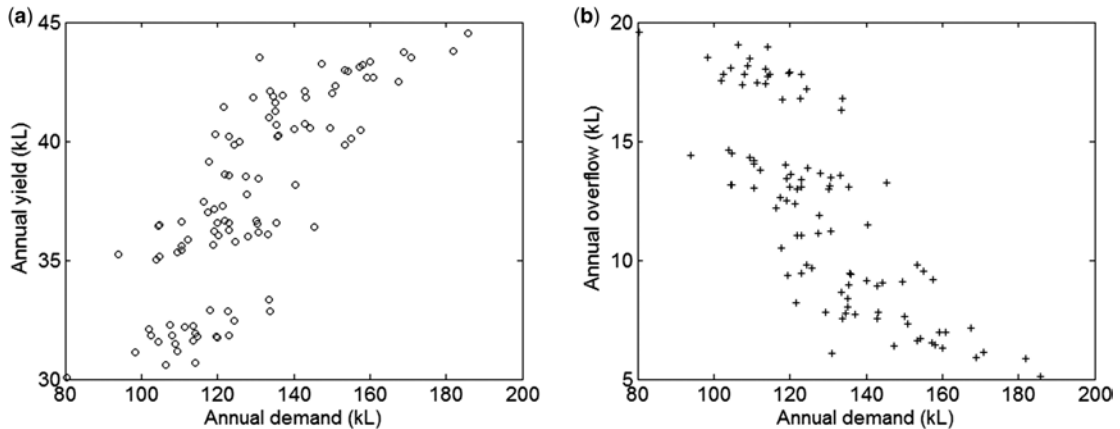 (a)
45
40
35
30
Annual yield (kL)
80 100 120 140 160 180 200
Annual demand (kL)
(b)
20
15
10
5
Annual overflow (kL)
80 100 120 140 160 180 200
Annual demand (kL)